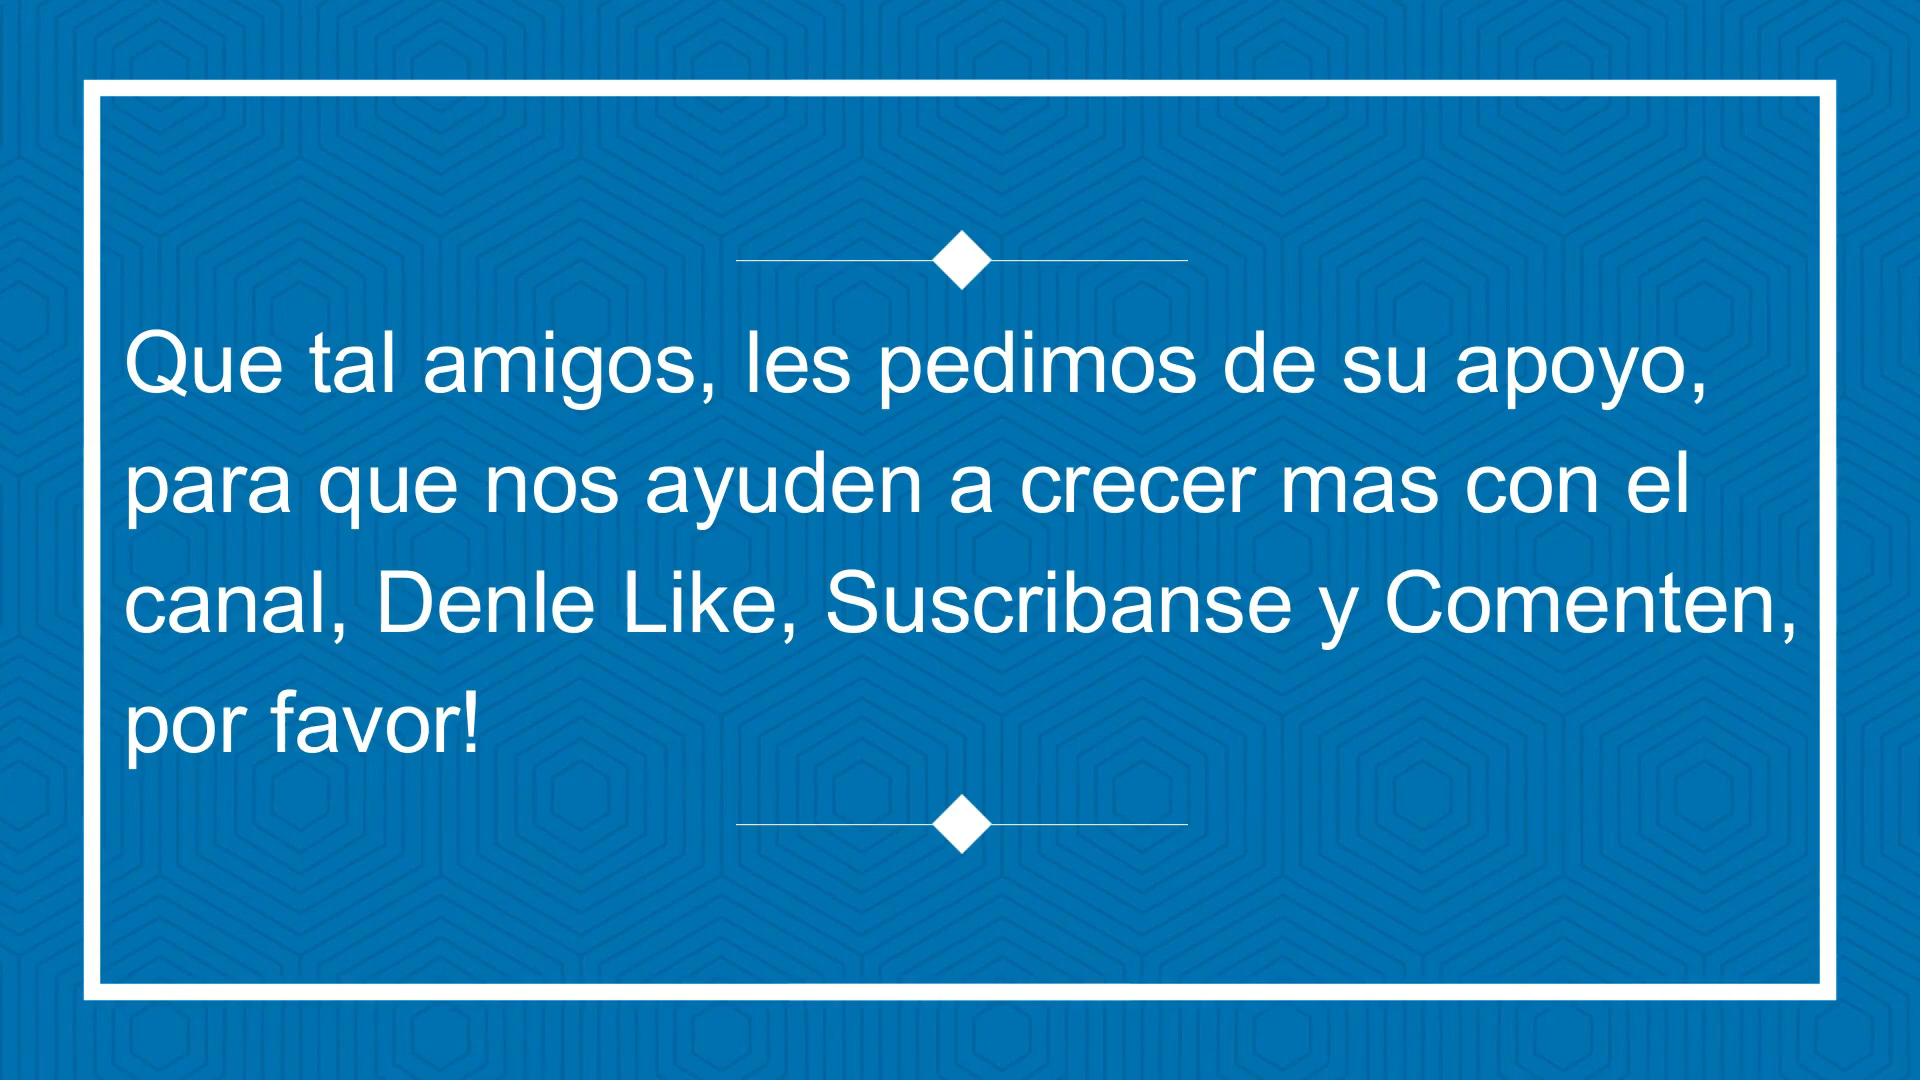 Que tal amigos, les pedimos de su apoyo,
para que nos ayuden a crecer mas con el
canal, Denle Like, Suscribanse y Comenten,
por favor!